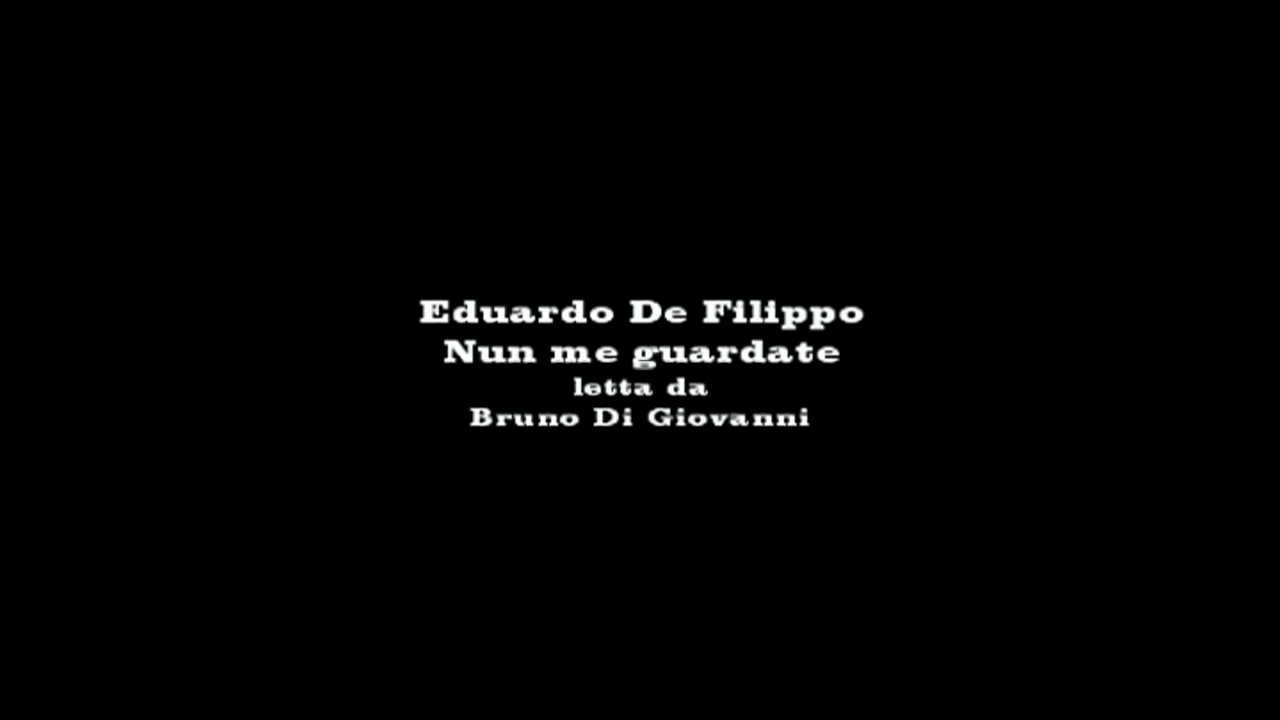 Eduardo De Filippo
Nun me guardate
letta da
Bruno Di Giovanni